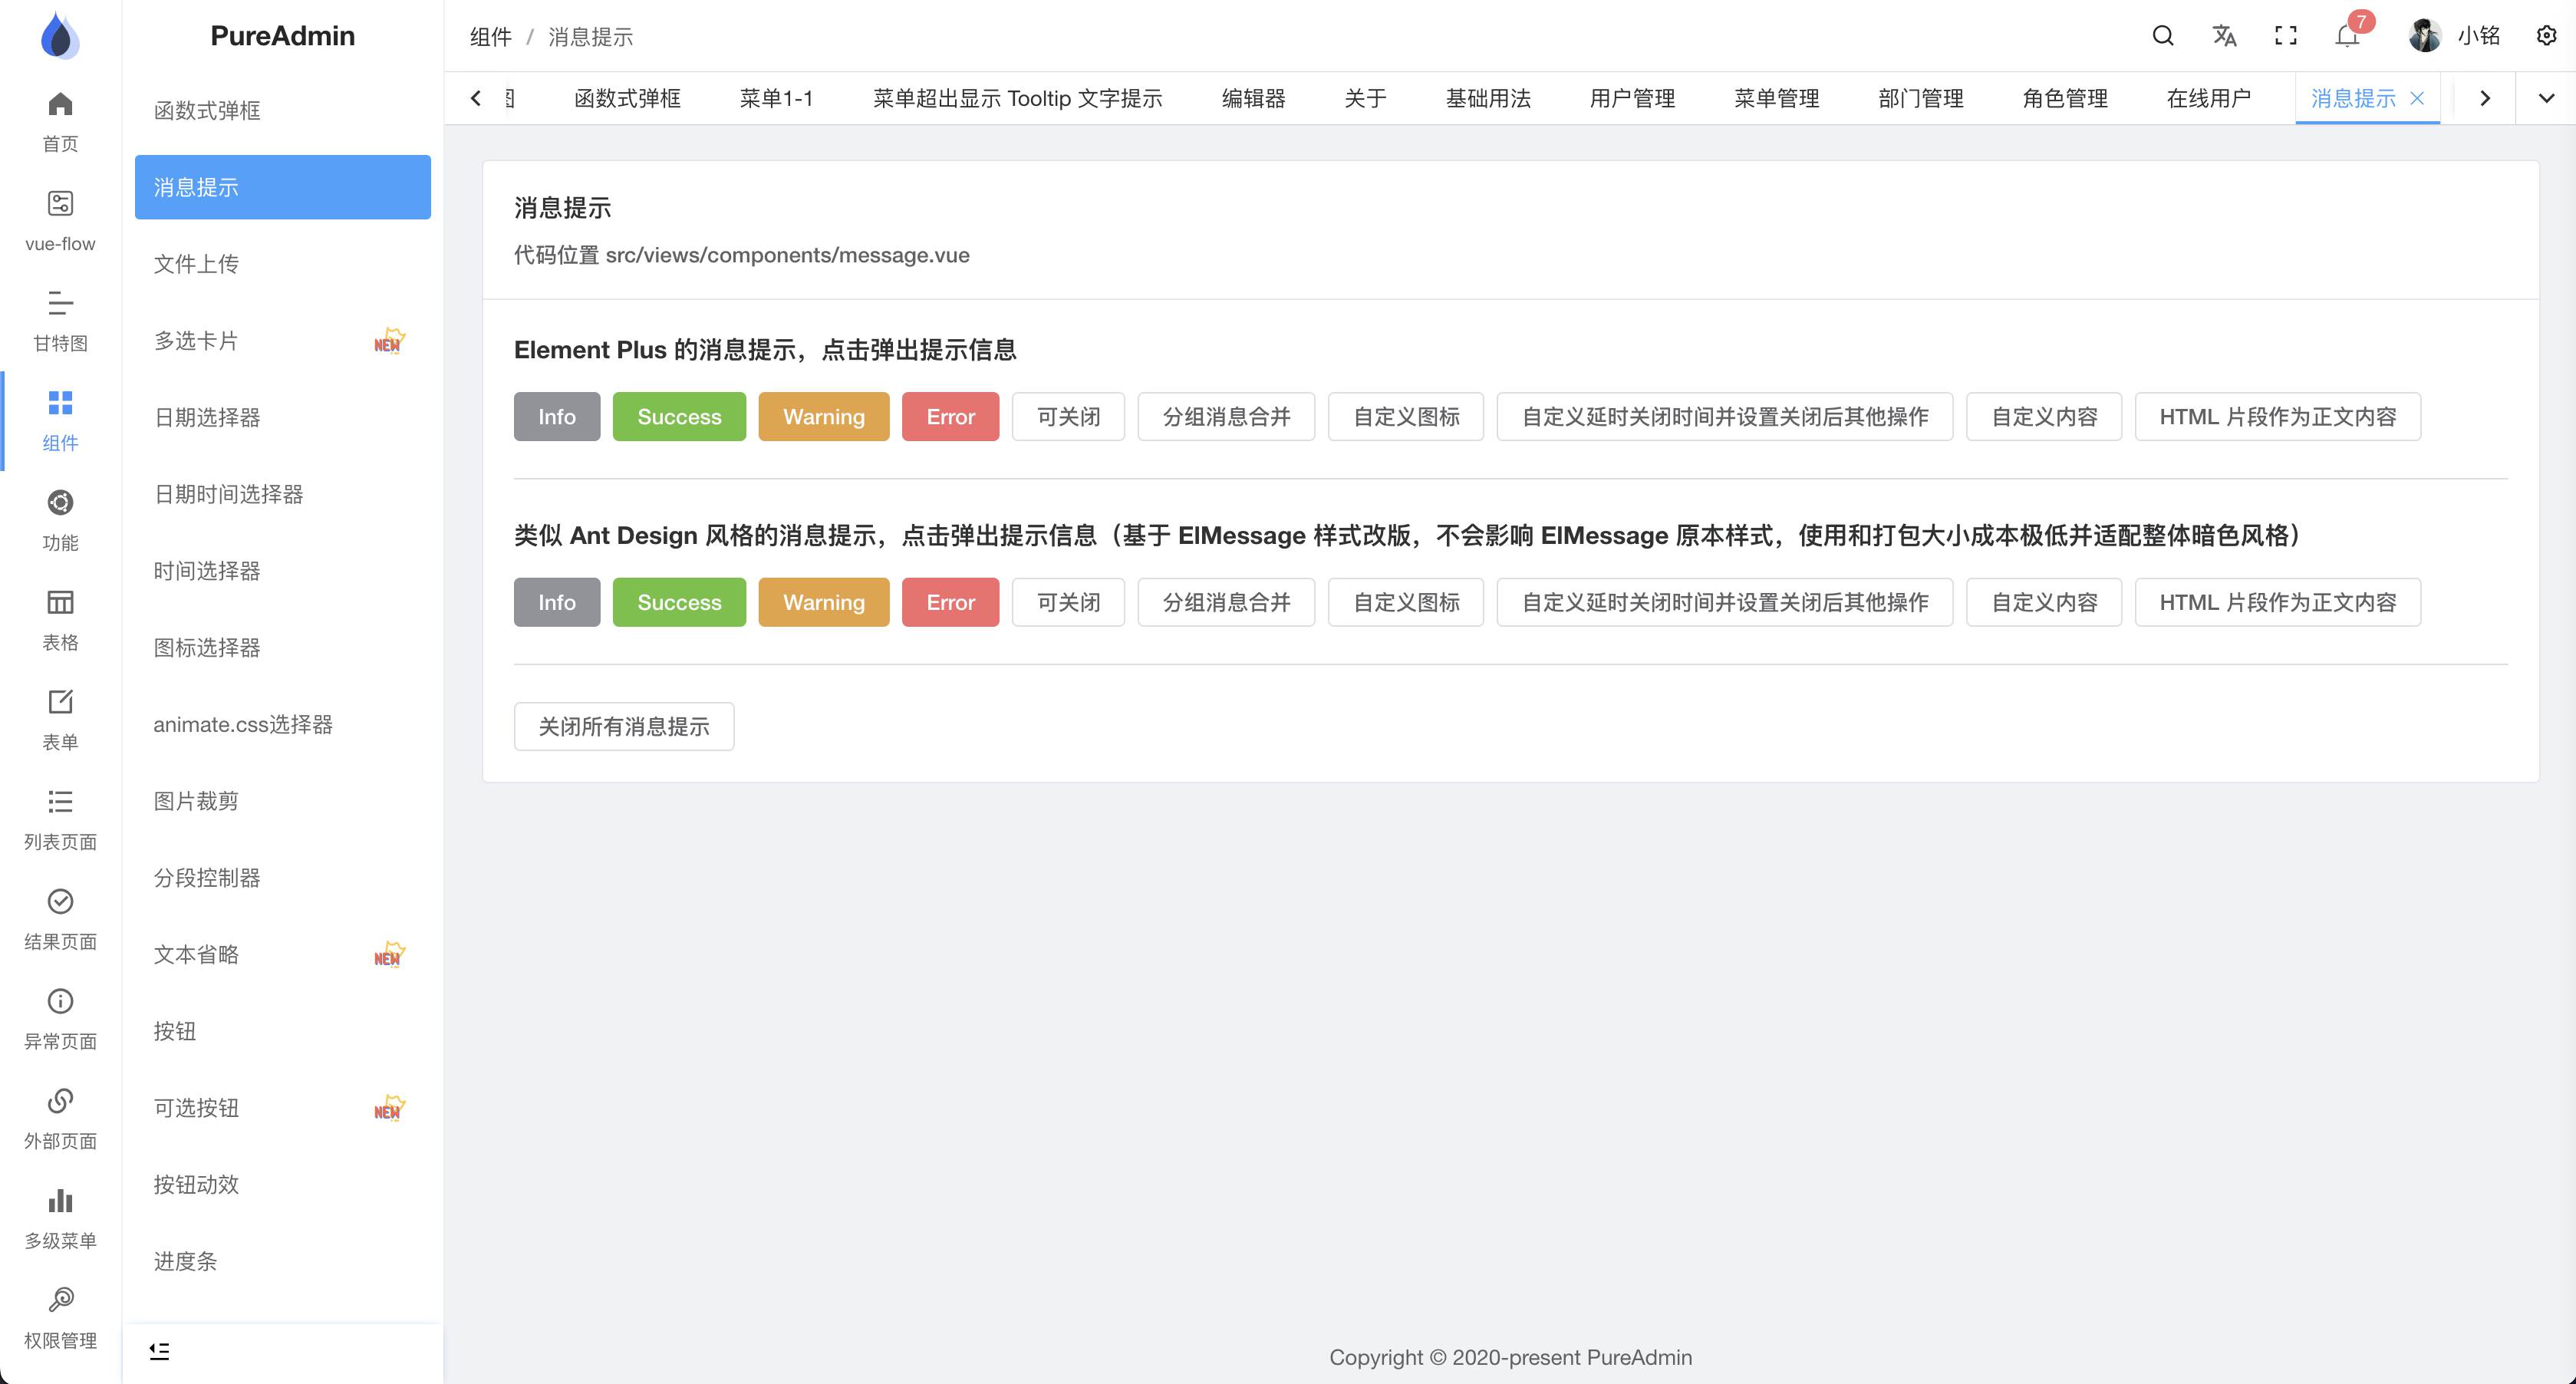 PureAdmin
首页
vue-flow
甘特图
组件
功能
表格
表单
列表页面
结果页面
异常页面
外部页面
多级菜单
权限管理
函数式弹框
消息提示
文件上传
多选卡片 NEW
日期选择器
日期时间选择器
时间选择器
图标选择器
animate.css选择器
图片裁剪
分段控制器
文本省略 NEW
按钮
可选按钮 NEW
按钮动效
进度条
组件 / 消息提示
7 小铭
图 函数式弹框 菜单1-1 菜单超出显示 Tooltip 文字提示 编辑器 关于 基础用法 用户管理 菜单管理 部门管理 角色管理 在线用户 消息提示
消息提示
代码位置 src/views/components/message.vue
Element Plus 的消息提示，点击弹出提示信息
Info Success Warning Error 可关闭 分组消息合并 自定义图标 自定义延时关闭时间并设置关闭后其他操作 自定义内容 HTML 片段作为正文内容
类似 Ant Design 风格的消息提示，点击弹出提示信息（基于 ElMessage 样式改版，不会影响 ElMessage 原本样式，使用和打包大小成本极低并适配整体暗色风格）
Info Success Warning Error 可关闭 分组消息合并 自定义图标 自定义延时关闭时间并设置关闭后其他操作 自定义内容 HTML 片段作为正文内容
关闭所有消息提示
Copyright © 2020-present PureAdmin